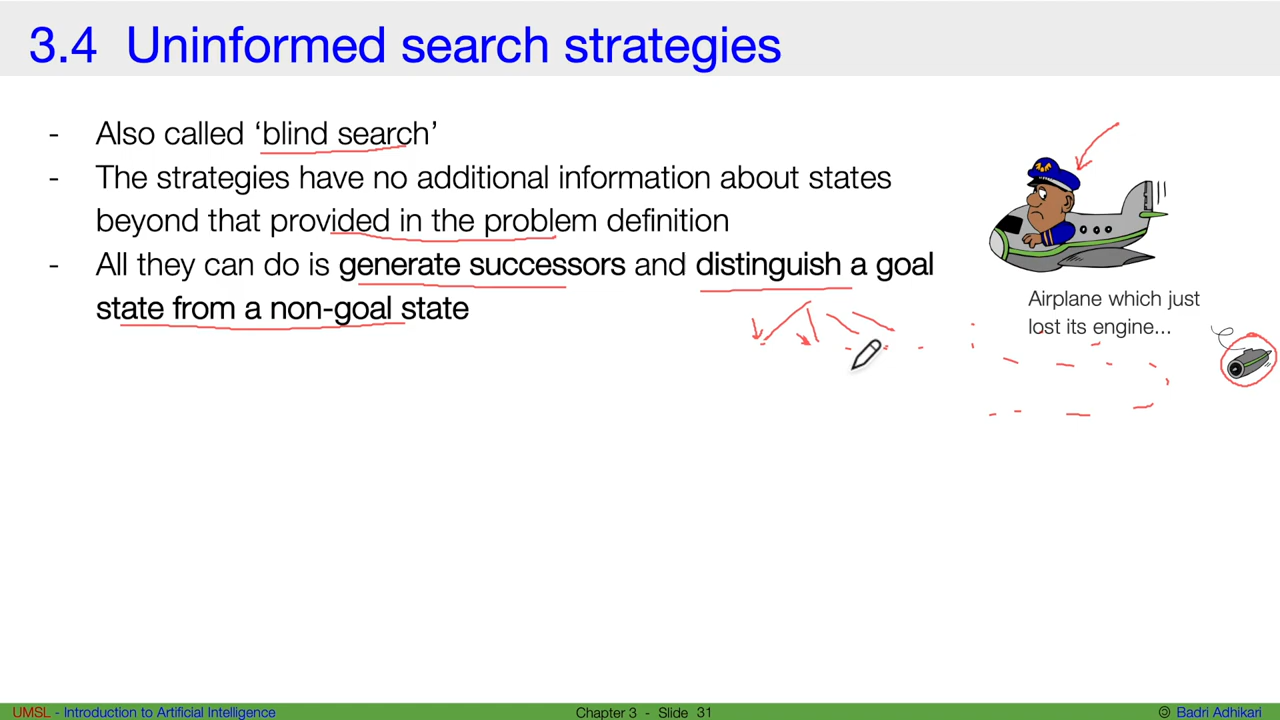 3.4 Uninformed search strategies
- Also called ‘blind search’
- The strategies have no additional information about states
beyond that provided in the problem definition
- All they can do is generate successors and distinguish a goal
state from a non-goal state
Airplane which just
lost its engine...
UMSL - Introduction to Artificial Intelligence
Chapter 3 - Slide 31
© Badri Adhikari